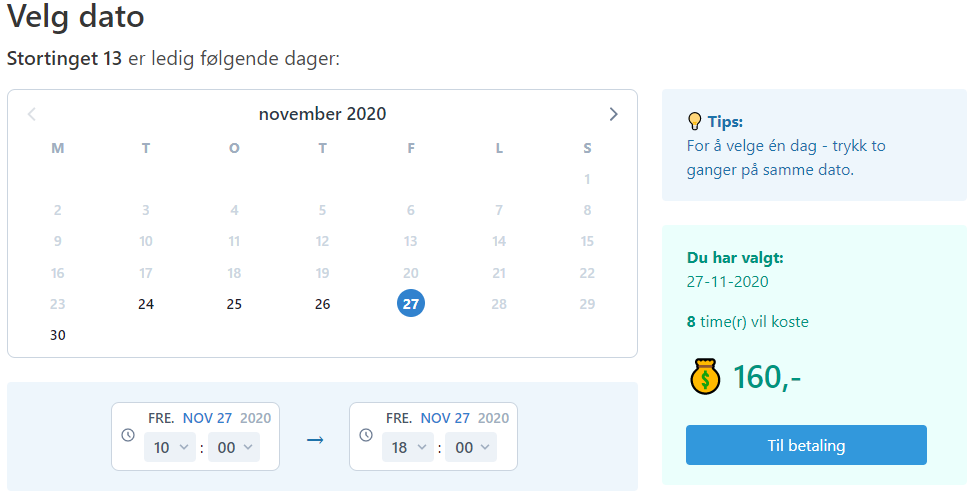 Velg dato
Stortinget 13 er ledig følgende dager:
november 2020
M T O T F L S
1
2 3 4 5 6 7 8
9 10 11 12 13 14 15
16 17 18 19 20 21 22
23 24 25 26 27 28 29
30
FRE. NOV 27 2020
10 : 00
→
FRE. NOV 27 2020
18 : 00
Tips:
For å velge én dag - trykk to
ganger på samme dato.
Du har valgt:
27-11-2020
8 time(r) vil koste
$ 160,-
Til betaling